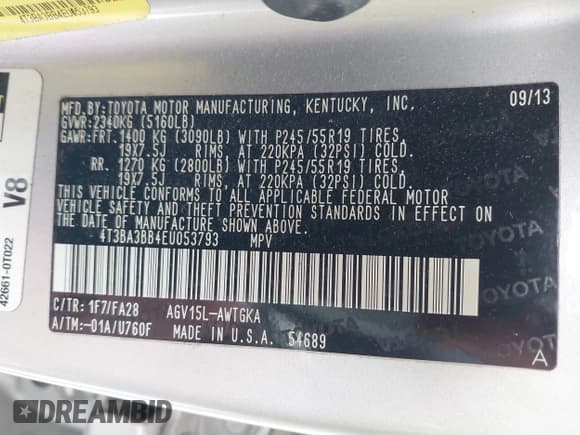 4T3BA3BB4EU053793
V8
42661-0T022
MFD.BY:TOYOTA MOTOR MANUFACTURING, KENTUCKY, INC. 09/13
GVWR:2340KG (5160LB)
GAWR:FRT.1400 KG (3090LB) WITH P245/55R19 TIRES,
19X7.5J RIMS, AT 220KPA (32PSI) COLD.
RR. 1270 KG (2800LB) WITH P245/55R19 TIRES,
19X7.5J RIMS, AT 220KPA (32PSI) COLD.
THIS VEHICLE CONFORMS TO ALL APPLICABLE FEDERAL MOTOR
VEHICLE SAFETY AND THEFT PREVENTION STANDARDS IN EFFECT ON
THE DATE OF MANUFACTURE SHOWN ABOVE.
4T3BA3BB4EU053793 MPV
C/TR: 1F7/FA28 AGV15L-AWTGKA
A/TM:-01A/U760F MADE IN U.S.A. 54689
A
DREAMBID